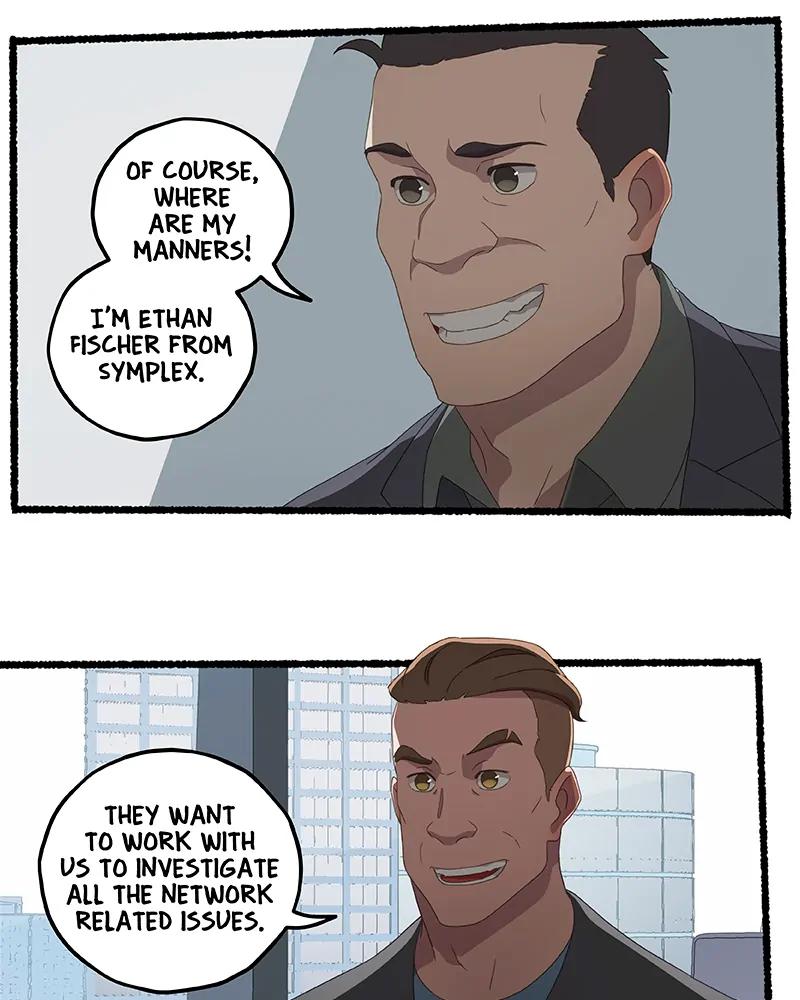 OF COURSE,
WHERE
ARE MY
MANNERS!
I'M ETHAN
FISCHER FROM
SYMPLEX.
THEY WANT
TO WORK WITH
US TO INVESTIGATE
ALL THE NETWORK
RELATED ISSUES.